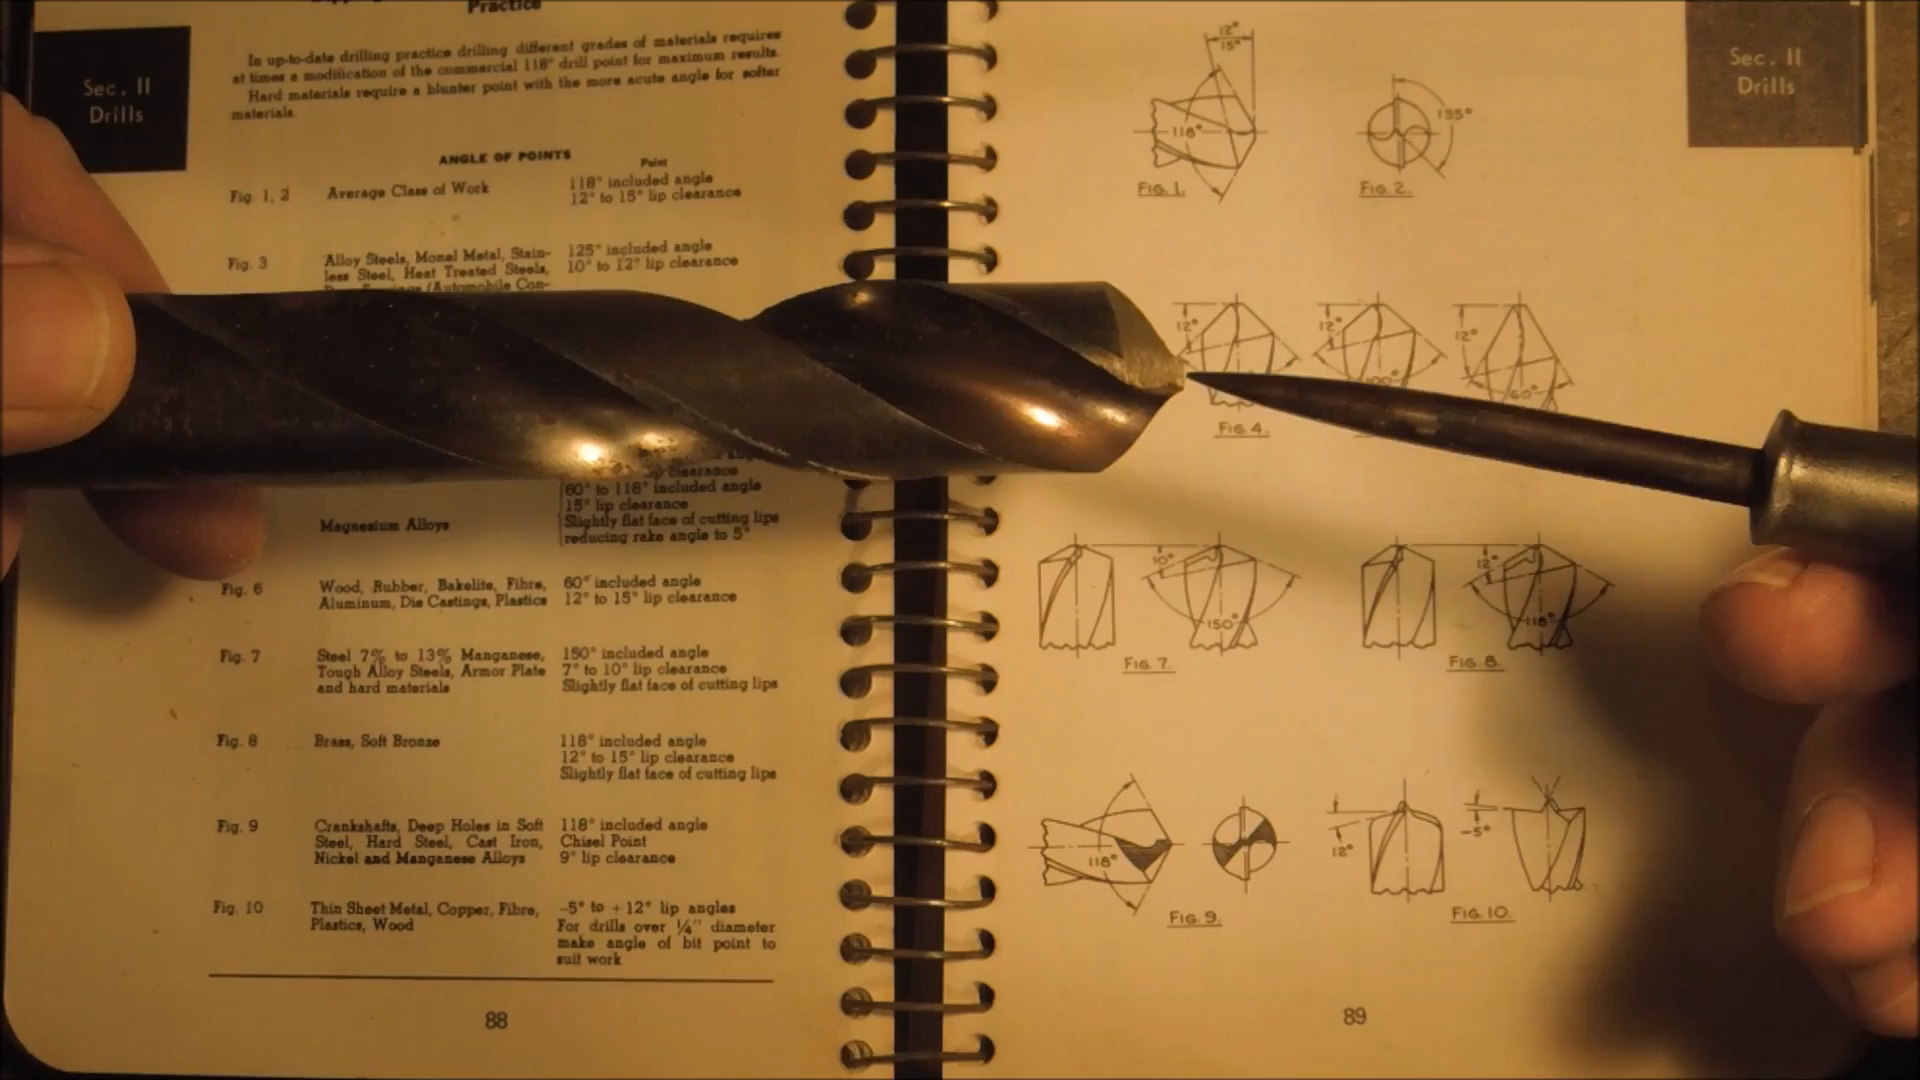 Practice
Sec. II
Drills
In up-to-date drilling practice drilling different grades of materials requires
at times a modification of the commercial 118° drill point for maximum results.
Hard materials require a blunter point with the more acute angle for softer
materials.
ANGLE OF POINTS
Point
Fig. 1, 2 Average Class of Work 118° included angle
12° to 15° lip clearance
Fig. 3 Alloy Steels, Monel Metal, Stain- 125° included angle
less Steel, Heat Treated Steels, 10° to 12° lip clearance
(Automobile Con-
clearance
60° to 118° included angle
15° lip clearance
Magnesium Alloys Slightly flat face of cutting lips
reducing rake angle to 5°
Fig. 6 Wood, Rubber, Bakelite, Fibre, 60° included angle
Aluminum, Die Castings, Plastics 12° to 15° lip clearance
Fig. 7 Steel 7% to 13% Manganese, 150° included angle
Tough Alloy Steels, Armor Plate 7° to 10° lip clearance
and hard materials Slightly flat face of cutting lips
Fig. 8 Brass, Soft Bronze 118° included angle
12° to 15° lip clearance
Slightly flat face of cutting lips
Fig. 9 Crankshafts, Deep Holes in Soft 118° included angle
Steel, Hard Steel, Cast Iron, Chisel Point
Nickel and Manganese Alloys 9° lip clearance
Fig. 10 Thin Sheet Metal, Copper, Fibre, -5° to +12° lip angles
Plastics, Wood For drills over 1/4" diameter
make angle of bit point to
suit work
88
Sec. II
Drills
12°
15°
118°
135°
FIG. 1.
FIG. 2.
12°
12°
12°
60°
FIG. 4.
10°
150°
12°
118°
FIG. 7.
FIG. 8.
118°
12°
-5°
FIG. 9.
FIG. 10.
89